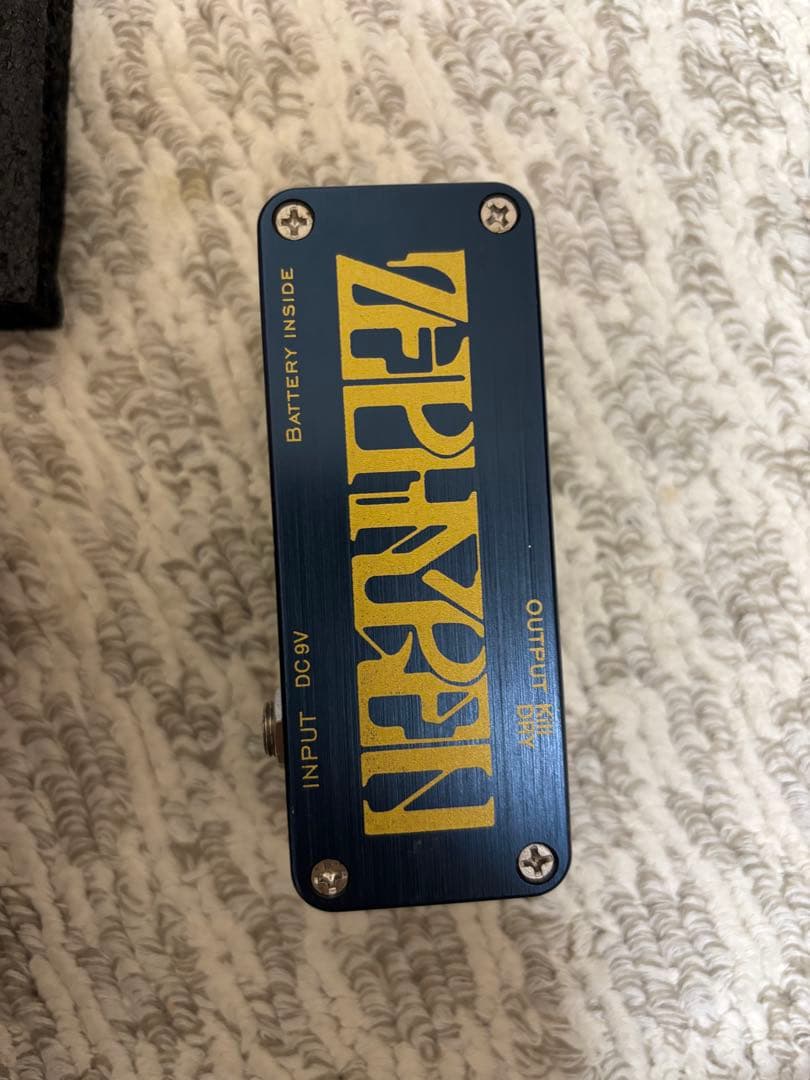 BATTERY INSIDE
ZEPHYREN
INPUT DC 9V
OUTPUT Kill
DRY